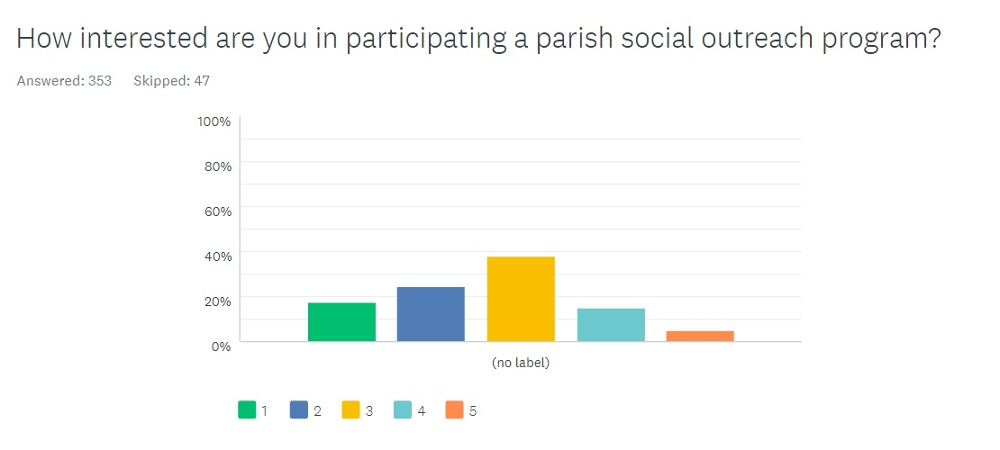 How interested are you in participating a parish social outreach program?
Answered: 353 Skipped: 47
100%
80%
60%
40%
20%
0%
(no label)
1 2 3 4 5